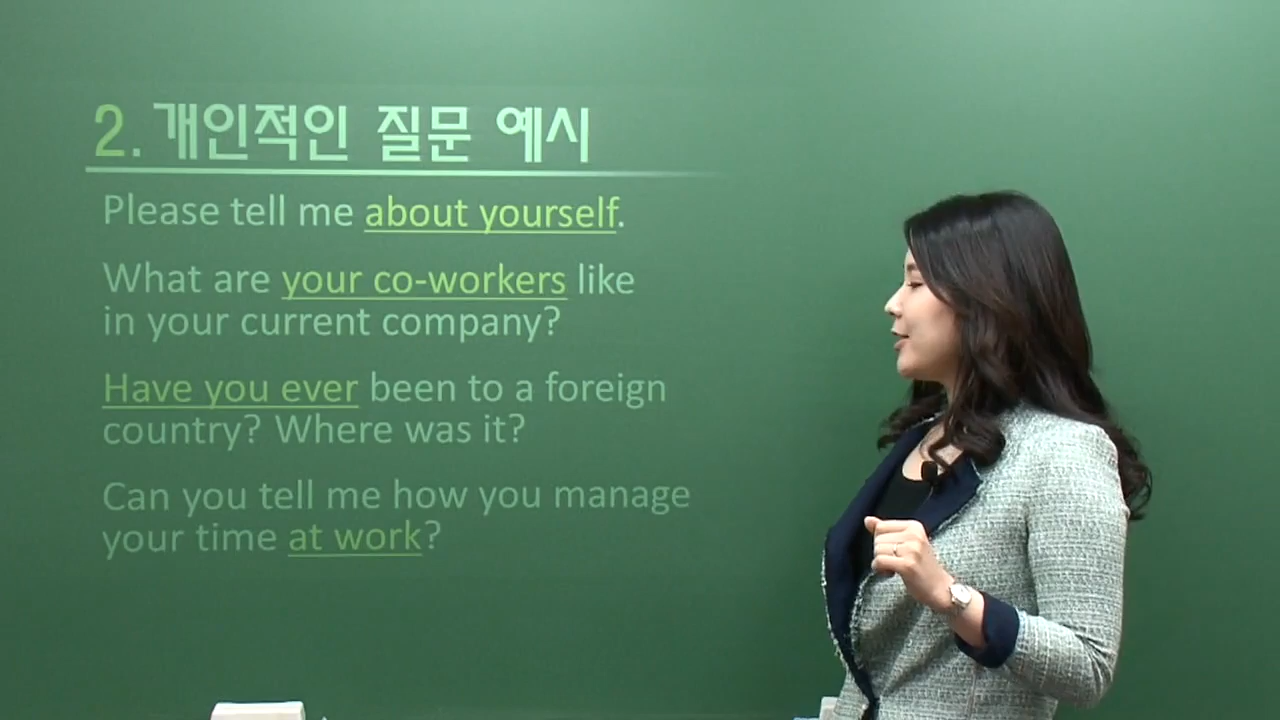 2. 개인적인 질문 예시
Please tell me about yourself.
What are your co-workers like
in your current company?
Have you ever been to a foreign
country? Where was it?
Can you tell me how you manage
your time at work?